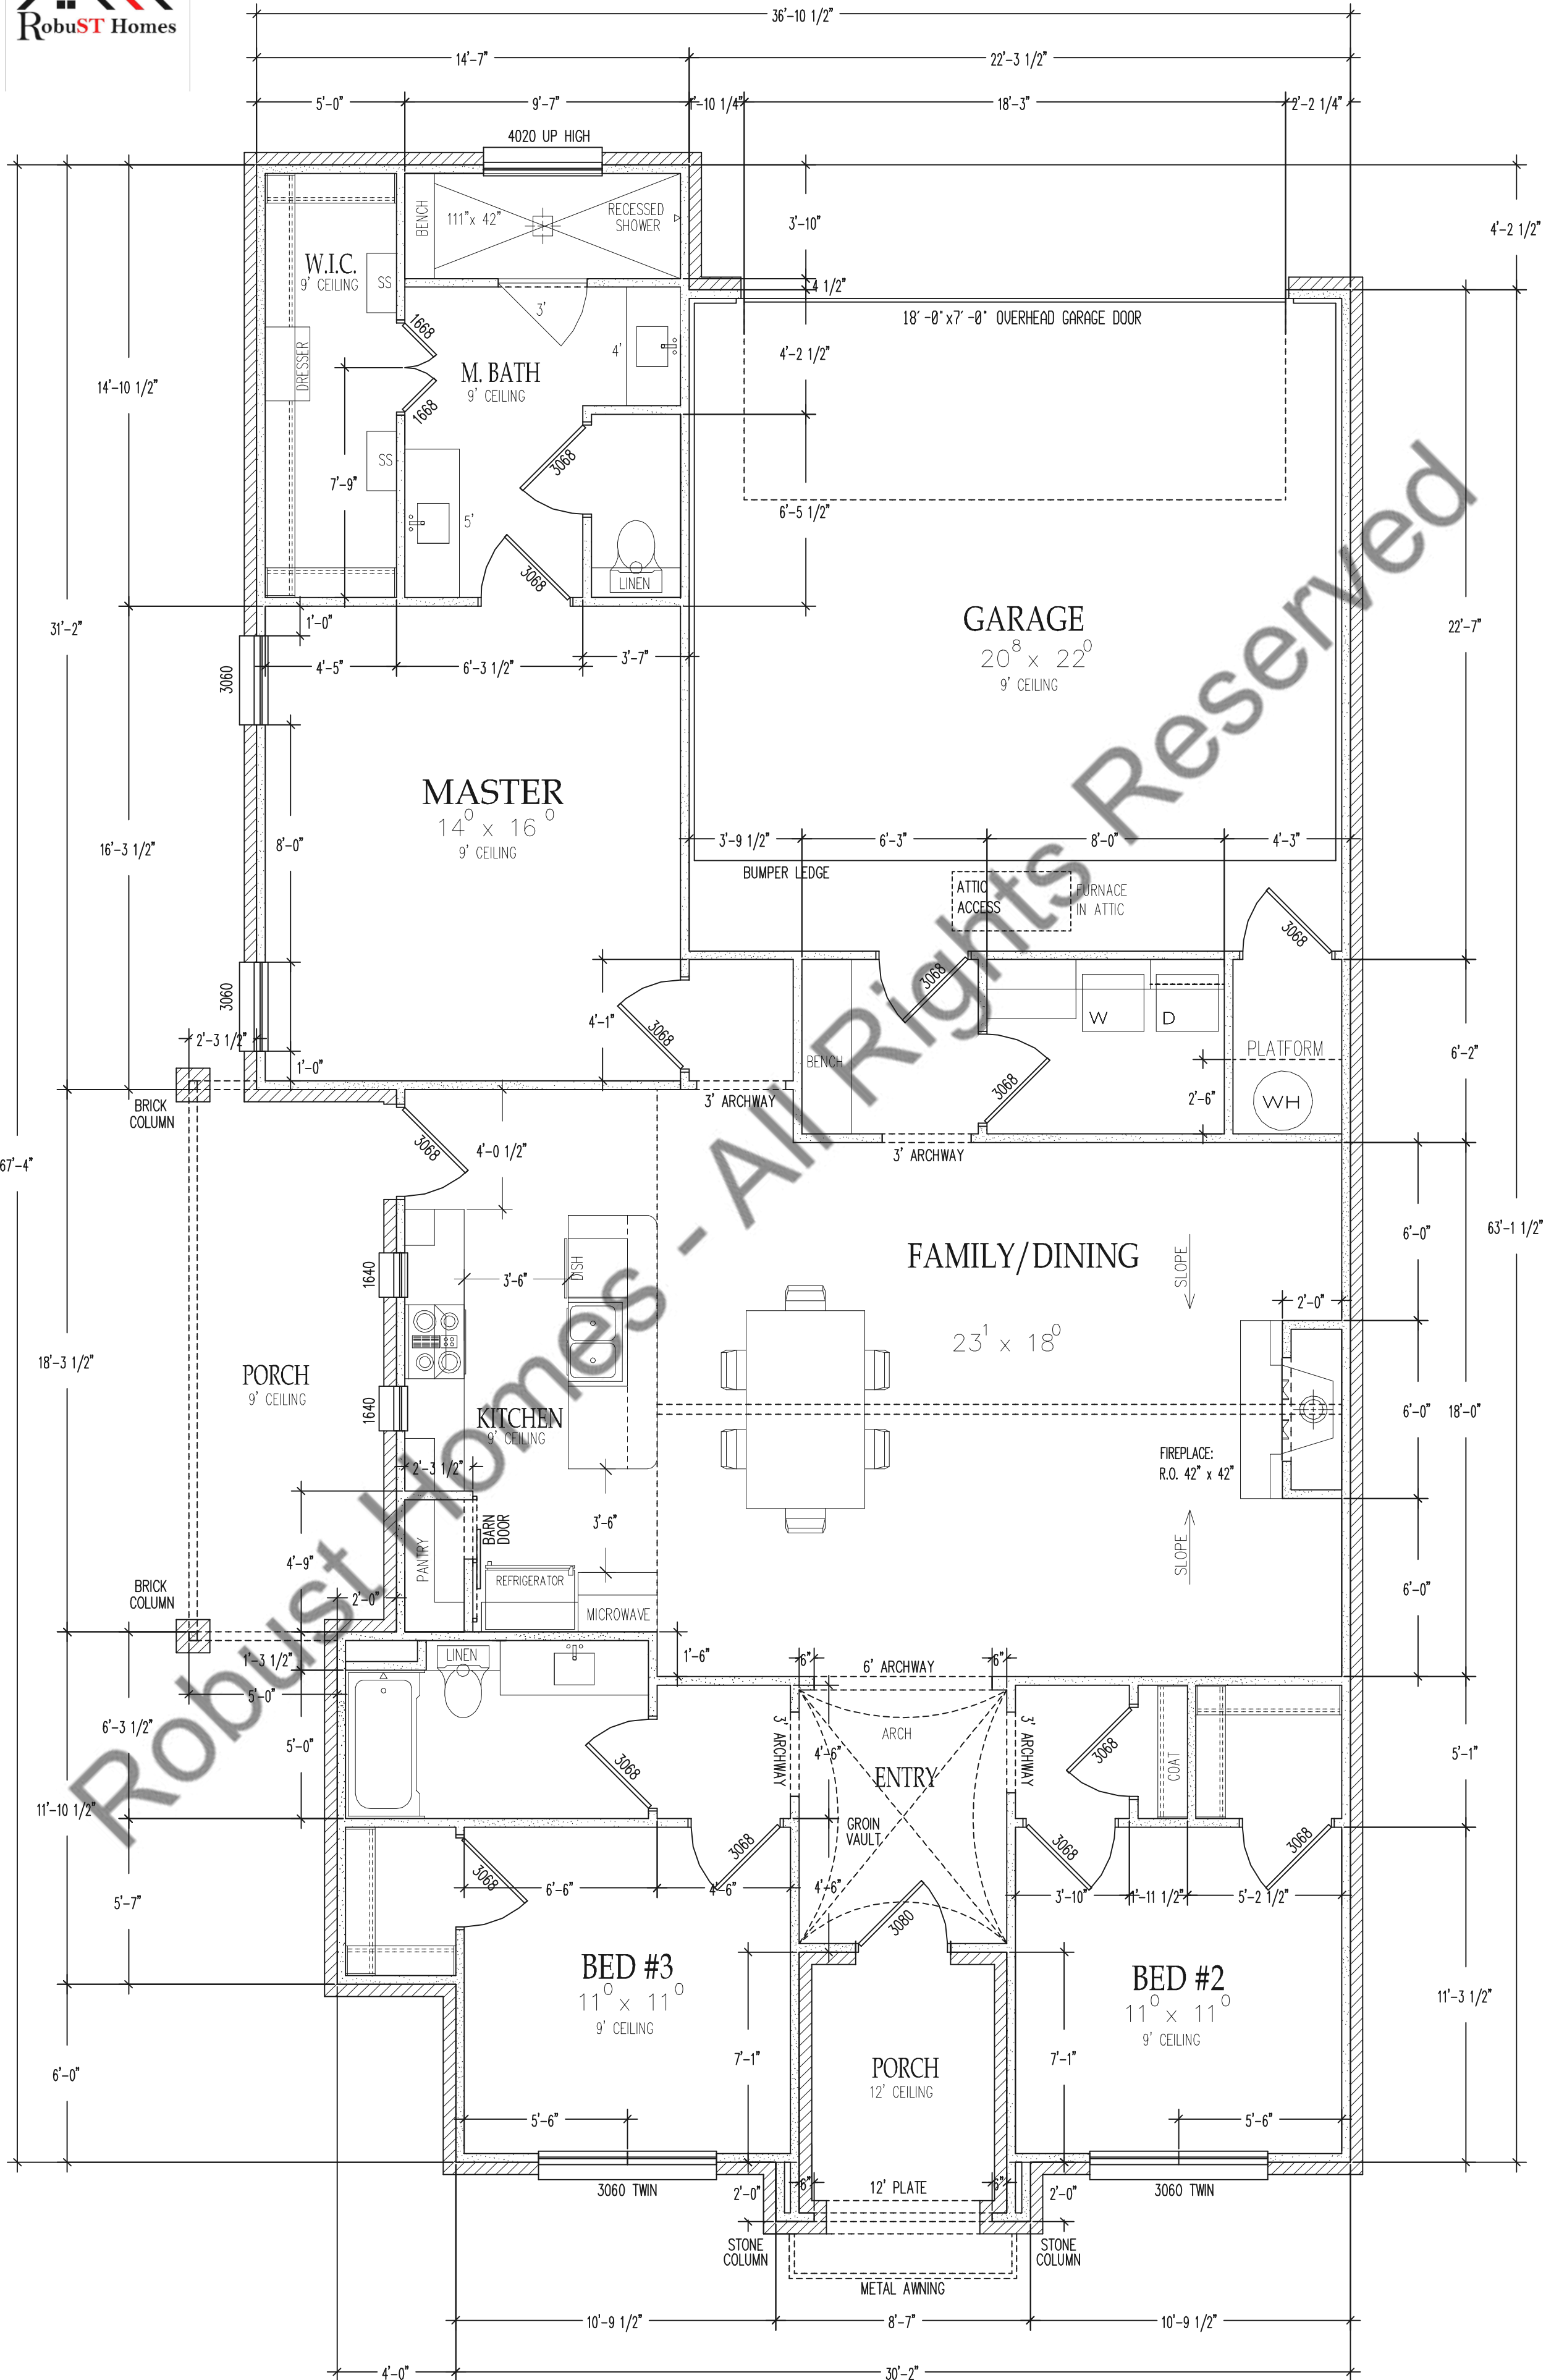 RobuST Homes
36'-10 1/2"
14'-7"
22'-3 1/2"
5'-0"
9'-7"
1'-10 1/4"
18'-3"
2'-2 1/4"
4020 UP HIGH
BENCH
111"x 42"
RECESSED
SHOWER
3'-10"
4'-2 1/2"
W.I.C.
9' CEILING
SS
4 1/2"
3'
18'-0"x7'-0" OVERHEAD GARAGE DOOR
1668
4'
4'-2 1/2"
DRESSER
M. BATH
9' CEILING
14'-10 1/2"
1668
3068
SS
7'-9"
5'
6'-5 1/2"
3068
LINEN
1'-0"
31'-2"
GARAGE
20⁸ x 22⁰
9' CEILING
22'-7"
3060
4'-5"
6'-3 1/2"
3'-7"
MASTER
14⁰ x 16⁰
9' CEILING
16'-3 1/2"
8'-0"
3'-9 1/2"
6'-3"
8'-0"
4'-3"
BUMPER LEDGE
ATTIC
ACCESS
FURNACE
IN ATTIC
3068
3068
3060
4'-1"
3068
W
D
2'-3 1/2"
1'-0"
BENCH
3068
PLATFORM
6'-2"
2'-6"
WH
BRICK
COLUMN
3' ARCHWAY
3068
4'-0 1/2"
3' ARCHWAY
67'-4"
63'-1 1/2"
6'-0"
FAMILY/DINING
23¹ x 18⁰
SLOPE
1640
3'-6"
DISH
2'-0"
18'-3 1/2"
PORCH
9' CEILING
1640
KITCHEN
9' CEILING
6'-0"
18'-0"
2'-3 1/2"
FIREPLACE:
R.O. 42" x 42"
BARN
DOOR
3'-6"
SLOPE
4'-9"
PANTRY
REFRIGERATOR
MICROWAVE
6'-0"
BRICK
COLUMN
2'-0"
1'-3 1/2"
LINEN
1'-6"
6"
6' ARCHWAY
6"
5'-0"
6'-3 1/2"
5'-0"
3068
3' ARCHWAY
ARCH
4'-6"
ENTRY
3' ARCHWAY
3068
COAT
5'-1"
11'-10 1/2"
GROIN
VAULT
3068
3068
3068
3068
5'-7"
6'-6"
4'-6"
4'-6"
3080
3'-10"
1'-11 1/2"
5'-2 1/2"
BED #3
11⁰ x 11⁰
9' CEILING
BED #2
11⁰ x 11⁰
9' CEILING
11'-3 1/2"
6'-0"
7'-1"
PORCH
12' CEILING
7'-1"
5'-6"
5'-6"
3060 TWIN
2'-0"
6"
12' PLATE
6"
2'-0"
3060 TWIN
STONE
COLUMN
STONE
COLUMN
METAL AWNING
10'-9 1/2"
8'-7"
10'-9 1/2"
4'-0"
30'-2"
Robust Homes - All Rights Reserved